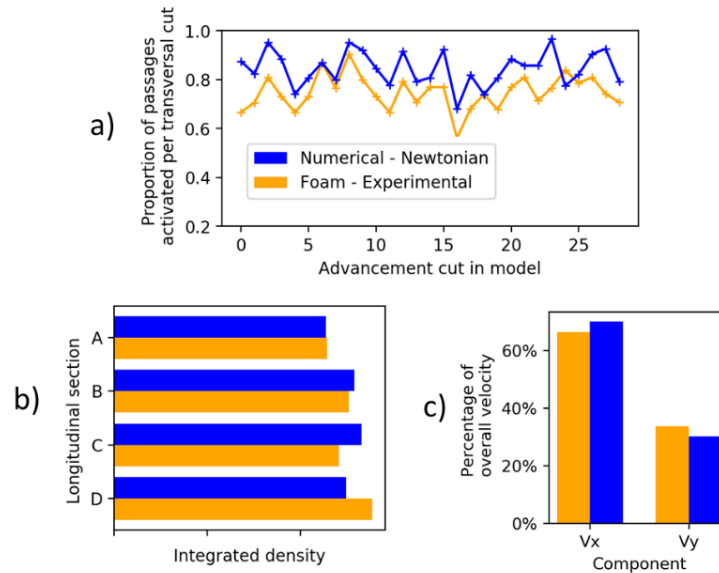 a)
Proportion of passages
activated per transversal cut
1.0
0.8
0.6
0.4
0.2
Numerical - Newtonian
Foam - Experimental
0 5 10 15 20 25
Advancement cut in model
b)
Longitudinal section
A
B
C
D
Integrated density
c)
Percentage of
overall velocity
60%
40%
20%
0%
Vx Vy
Component